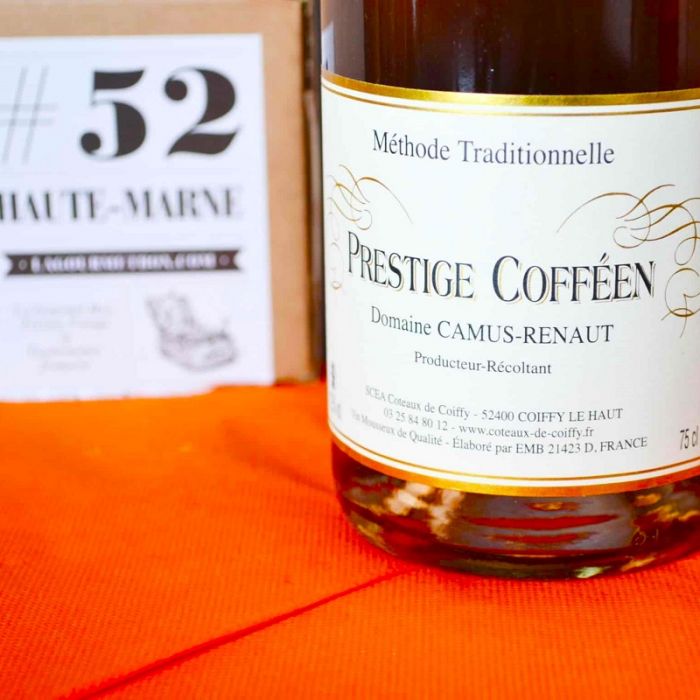 # 52
HAUTE-MARNE
LAGOURMETBOX.COM
Méthode Traditionnelle
PRESTIGE COFFÉEN
Domaine CAMUS-RENAUT
Producteur-Récoltant
SCEA Coteaux de Coiffy - 52400 COIFFY LE HAUT
03 25 84 80 12 - www.coteaux-de-coiffy.fr
Vin Mousseux de Qualité - Élaboré par EMB 21423 D, FRANCE
75 cl